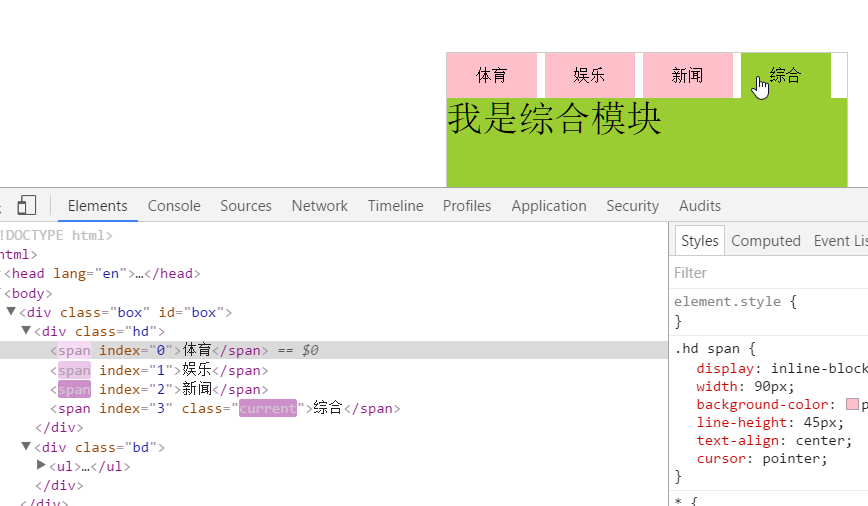 体育 娱乐 新闻 综合
我是综合模块
Elements Console Sources Network Timeline Profiles Application Security Audits
!DOCTYPE html>
html>
<head lang="en">…</head>
<body>
<div class="box" id="box">
<div class="hd">
<span index="0">体育</span> == $0
<span index="1">娱乐</span>
<span index="2">新闻</span>
<span index="3" class="current">综合</span>
</div>
<div class="bd">
<ul>…</ul>
</div>
</div>
Styles Computed Event Lis
Filter
element.style {
}
.hd span {
display: inline-block
width: 90px;
background-color: p
line-height: 45px;
text-align: center;
cursor: pointer;
}
* {